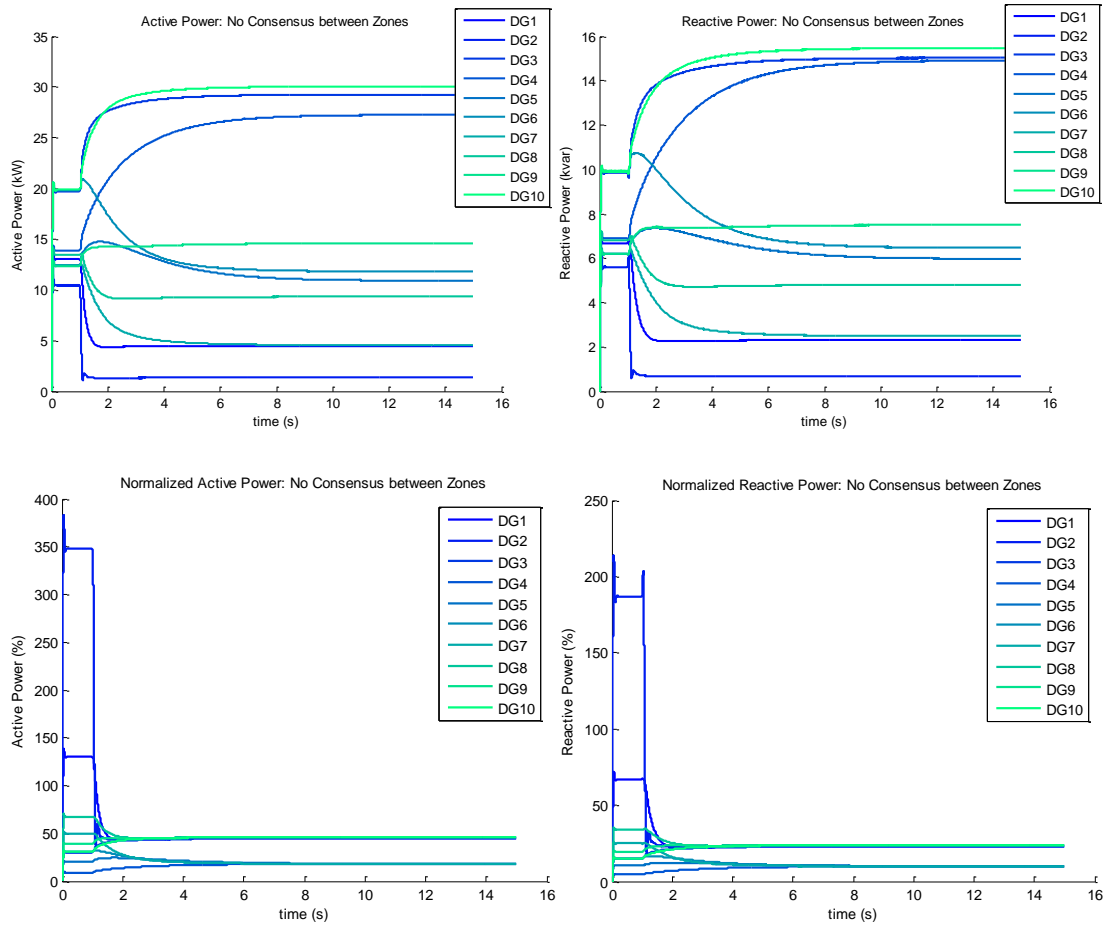 Active Power: No Consensus between Zones
35
30
25
20
15
10
5
0
Active Power (kW)
0 2 4 6 8 10 12 14 16
time (s)
DG1
DG2
DG3
DG4
DG5
DG6
DG7
DG8
DG9
DG10
Reactive Power: No Consensus between Zones
16
14
12
10
8
6
4
2
0
Reactive Power (kvar)
0 2 4 6 8 10 12 14 16
time (s)
DG1
DG2
DG3
DG4
DG5
DG6
DG7
DG8
DG9
DG10
Normalized Active Power: No Consensus between Zones
400
350
300
250
200
150
100
50
0
Active Power (%)
0 2 4 6 8 10 12 14 16
time (s)
DG1
DG2
DG3
DG4
DG5
DG6
DG7
DG8
DG9
DG10
Normalized Reactive Power: No Consensus between Zones
250
200
150
100
50
0
Reactive Power (%)
0 2 4 6 8 10 12 14 16
time (s)
DG1
DG2
DG3
DG4
DG5
DG6
DG7
DG8
DG9
DG10